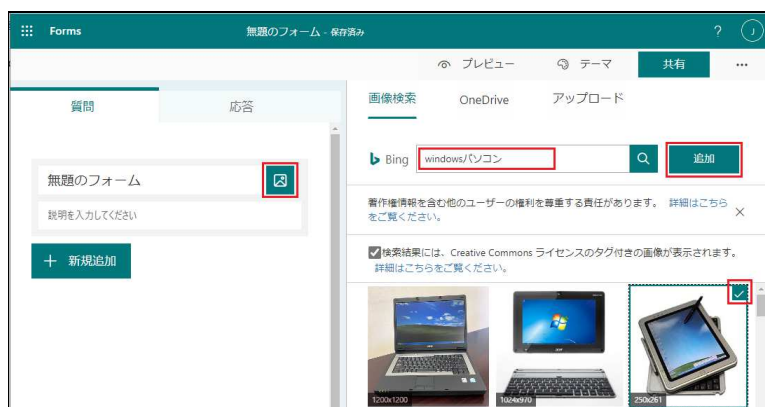 Forms
無題のフォーム - 保存済み
?
J
プレビュー
テーマ
共有
...
質問
応答
画像検索
OneDrive
アップロード
無題のフォーム
説明を入力してください
+ 新規追加
Bing
windowsパソコン
追加
著作権情報を含む他のユーザーの権利を尊重する責任があります。 詳細はこちら
をご覧ください。
検索結果には、Creative Commons ライセンスのタグ付きの画像が表示されます。
詳細はこちらをご覧ください。
1200x1200
1024x970
250x261